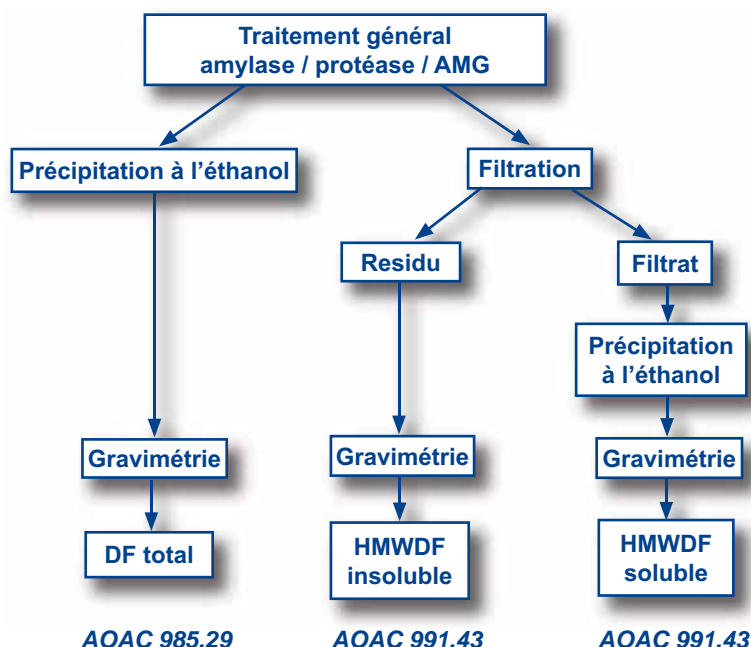 Traitement général
amylase / protéase / AMG
Précipitation à l'éthanol
Filtration
Residu
Filtrat
Précipitation
à l'éthanol
Gravimétrie
Gravimétrie
Gravimétrie
DF total
HMWDF
insoluble
HMWDF
soluble
AOAC 985.29
AOAC 991.43
AOAC 991.43